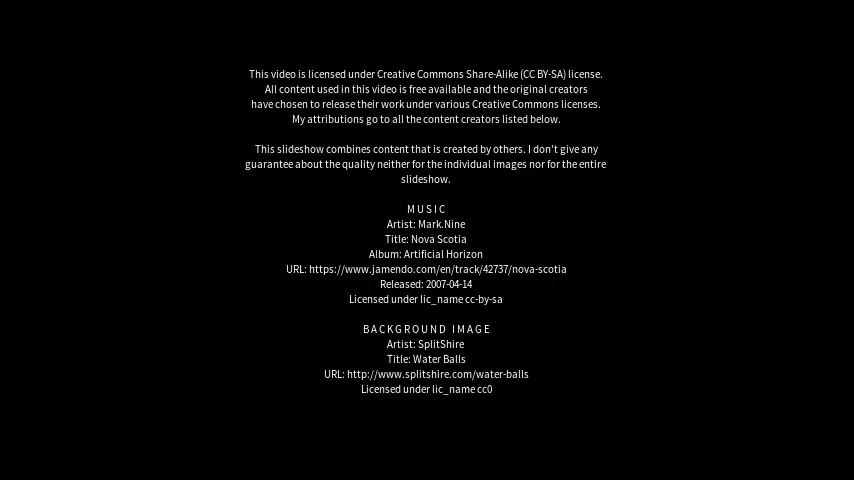 This video is licensed under Creative Commons Share-Alike (CC BY-SA) license.
All content used in this video is free available and the original creators
have chosen to release their work under various Creative Commons licenses.
My attributions go to all the content creators listed below.
This slideshow combines content that is created by others. I don't give any
guarantee about the quality neither for the individual images nor for the entire
slideshow.
MUSIC
Artist: Mark.Nine
Title: Nova Scotia
Album: Artificial Horizon
URL: https://www.jamendo.com/en/track/42737/nova-scotia
Released: 2007-04-14
Licensed under lic_name cc-by-sa
BACKGROUND IMAGE
Artist: SplitShire
Title: Water Balls
URL: http://www.splitshire.com/water-balls
Licensed under lic_name cc0